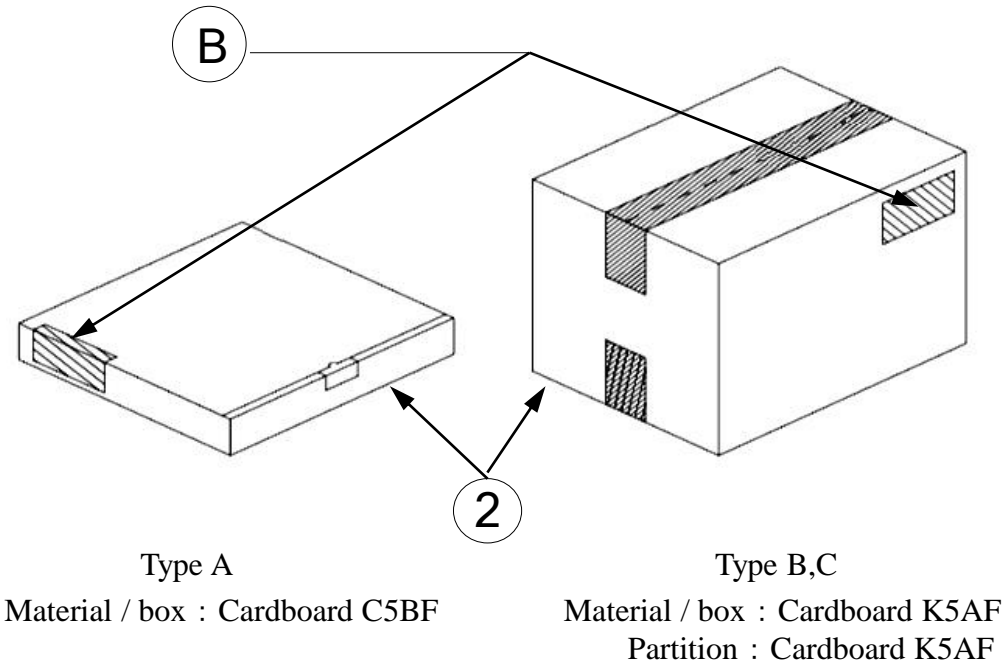 B
2
Type A
Type B,C
Material / box : Cardboard C5BF
Material / box : Cardboard K5AF
Partition : Cardboard K5AF